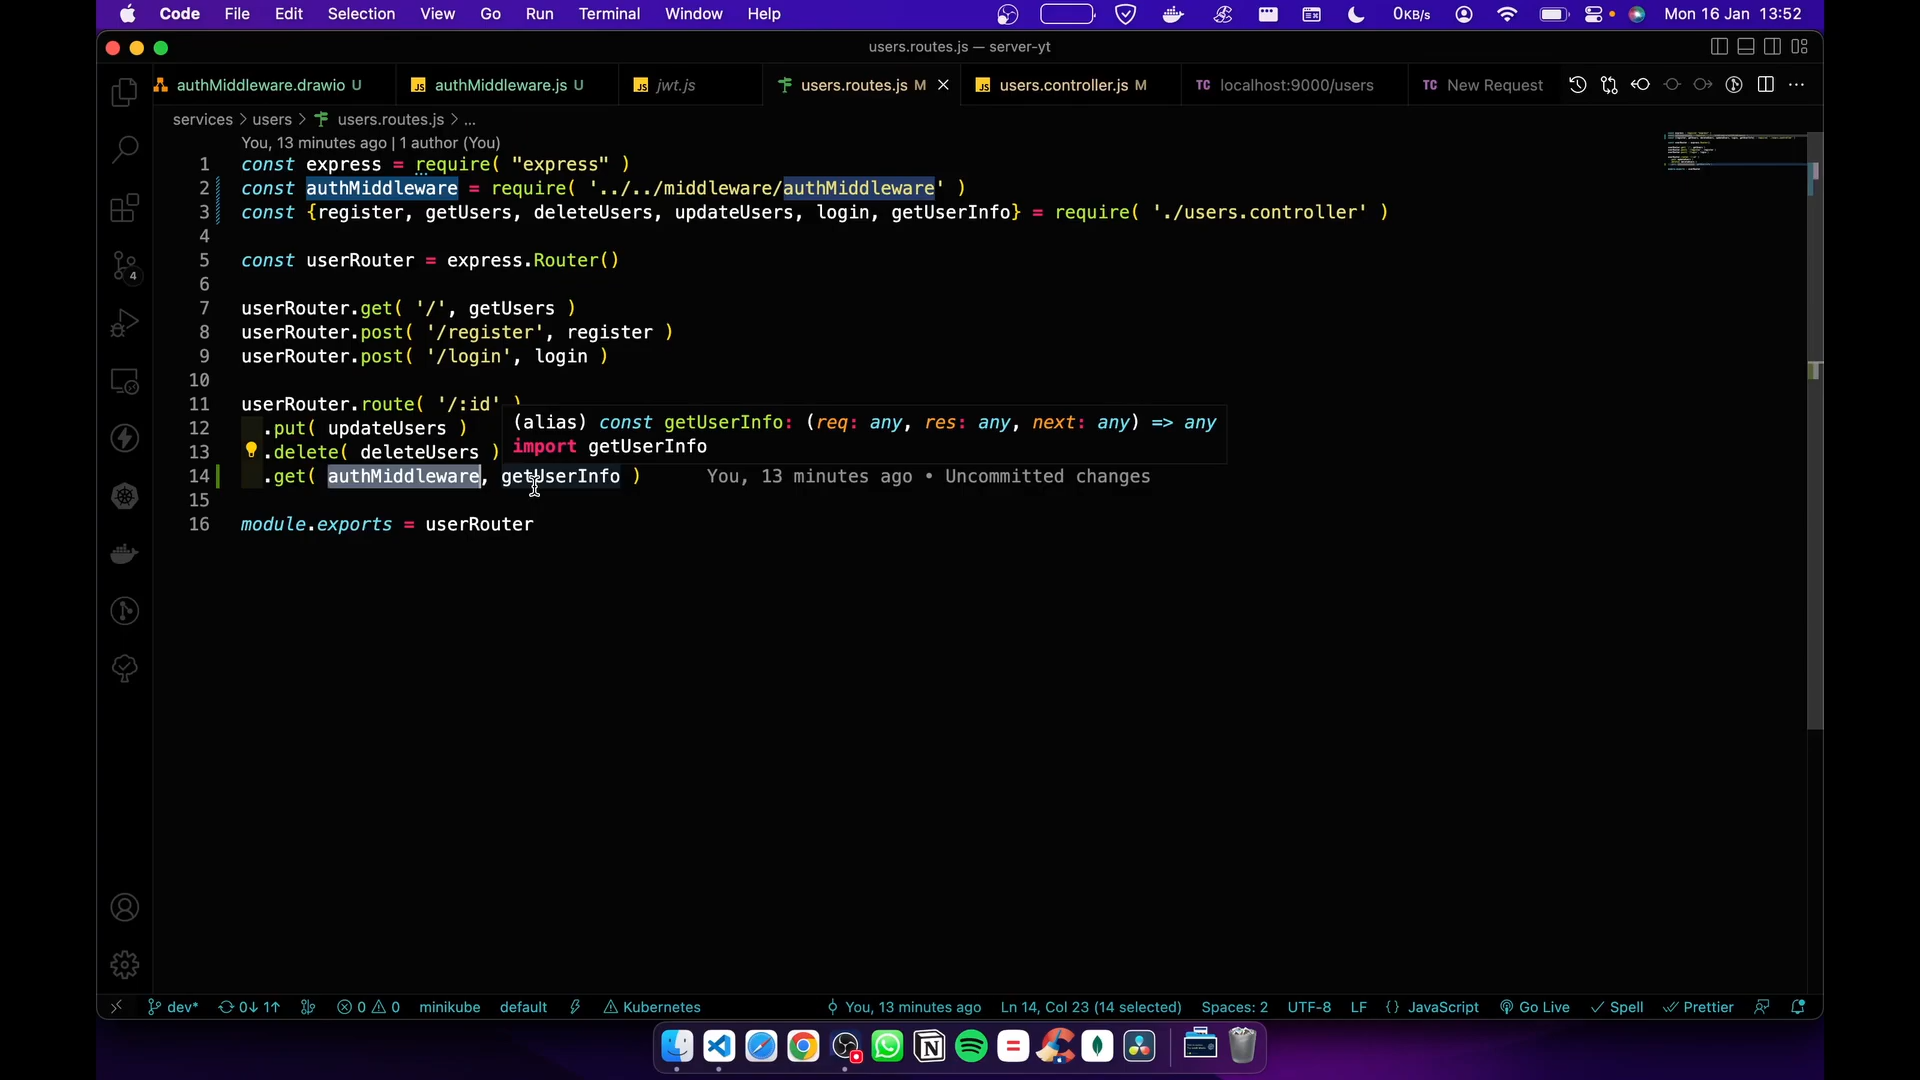 Code File Edit Selection View Go Run Terminal Window Help 0KB/s Mon 16 Jan 13:52
users.routes.js — server-yt
authMiddleware.drawio U JS authMiddleware.js U JS jwt.js users.routes.js M JS users.controller.js M TC localhost:9000/users TC New Request
services > users > users.routes.js > ...
You, 13 minutes ago | 1 author (You)
1 const express = require( "express" )
2 const authMiddleware = require( '../../middleware/authMiddleware' )
3 const {register, getUsers, deleteUsers, updateUsers, login, getUserInfo} = require( './users.controller' )
4
5 const userRouter = express.Router()
6
7 userRouter.get( '/', getUsers )
8 userRouter.post( '/register', register )
9 userRouter.post( '/login', login )
10
11 userRouter.route( '/:id' )
(alias) const getUserInfo: (req: any, res: any, next: any) => any
import getUserInfo
12 .put( updateUsers )
13 .delete( deleteUsers )
14 .get( authMiddleware, getUserInfo ) You, 13 minutes ago • Uncommitted changes
15
16 module.exports = userRouter
4
dev* 0↓ 1↑ 0 0 minikube default Kubernetes You, 13 minutes ago Ln 14, Col 23 (14 selected) Spaces: 2 UTF-8 LF {} JavaScript Go Live Spell Prettier